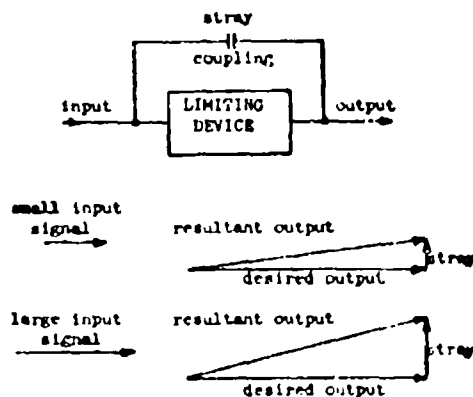 stray
coupling
input
LIMITING
DEVICE
output
small input
signal
resultant output
stray
desired output
large input
signal
resultant output
stray
desired output